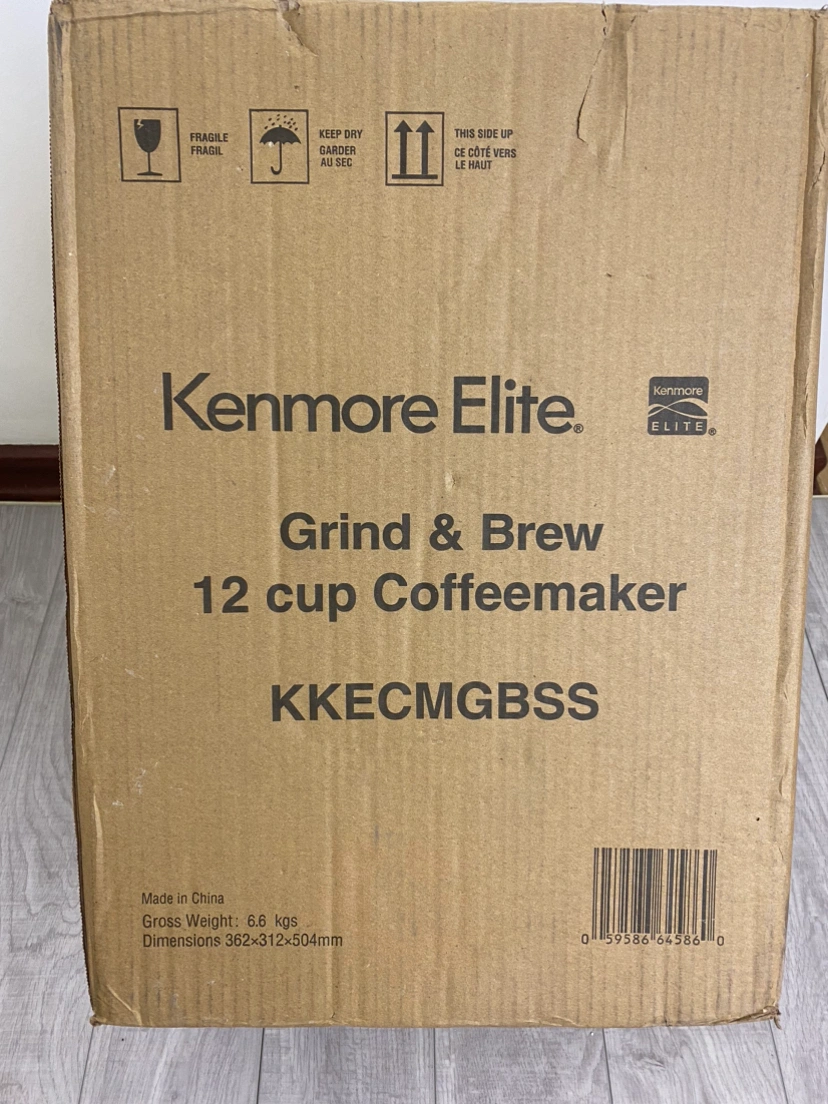 FRAGILE
FRAGIL
KEEP DRY
GARDER
AU SEC
THIS SIDE UP
CE CÔTÉ VERS
LE HAUT
Kenmore Elite®
Kenmore
ELITE®
Grind & Brew
12 cup Coffeemaker
KKECMGBSS
Made in China
Gross Weight: 6.6 kgs
Dimensions 362×312×504mm
0 59586 64586 0